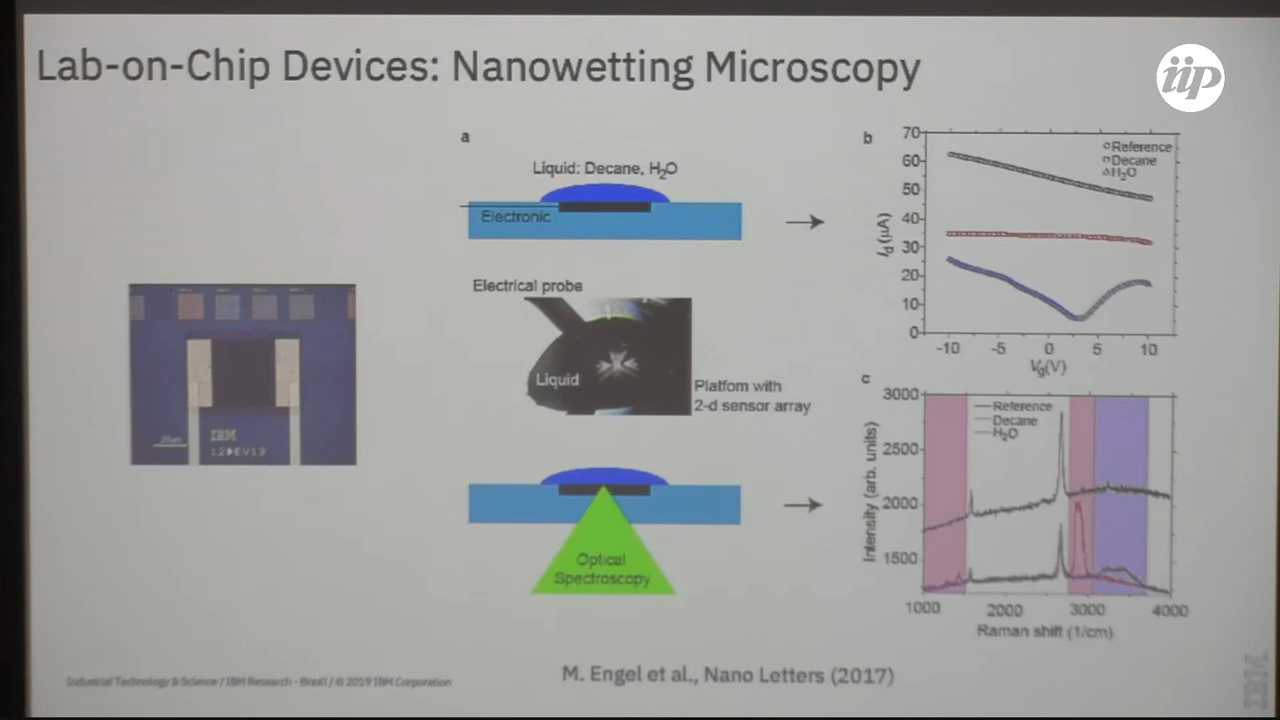 Lab-on-Chip Devices: Nanowetting Microscopy
iip
a
Liquid: Decane, H2O
Electronic
Electrical probe
Liquid
Platfom with
2-d sensor array
Optical
Spectroscopy
20µm
IBM
b
70
60
50
40
30
20
10
0
Id (µA)
Reference
Decane
H2O
-10 -5 0 5 10
Vg(V)
c
3000
2500
2000
1500
Intensity (arb. units)
Reference
Decane
H2O
1000 2000 3000 4000
Raman shift (1/cm)
Industrial Technology & Science / IBM Research - Brazil / © 2019 IBM Corporation
M. Engel et al., Nano Letters (2017)
IBM